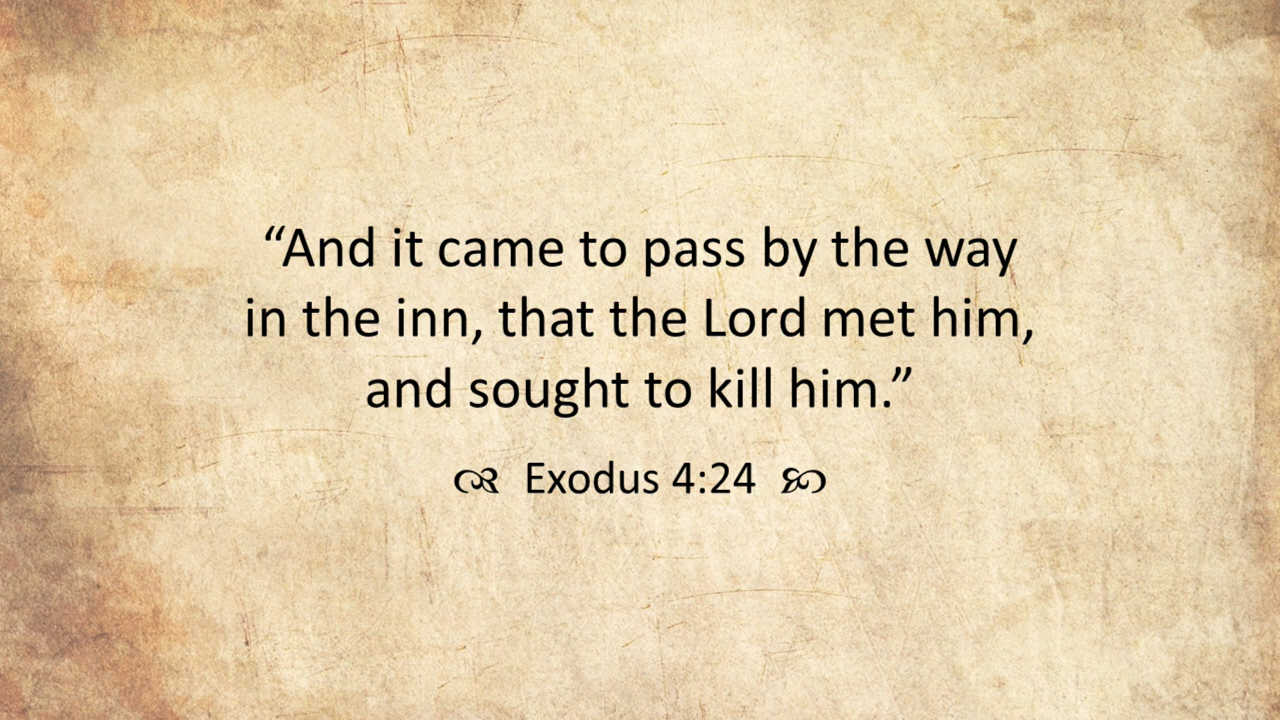 “And it came to pass by the way
in the inn, that the Lord met him,
and sought to kill him.”
Exodus 4:24